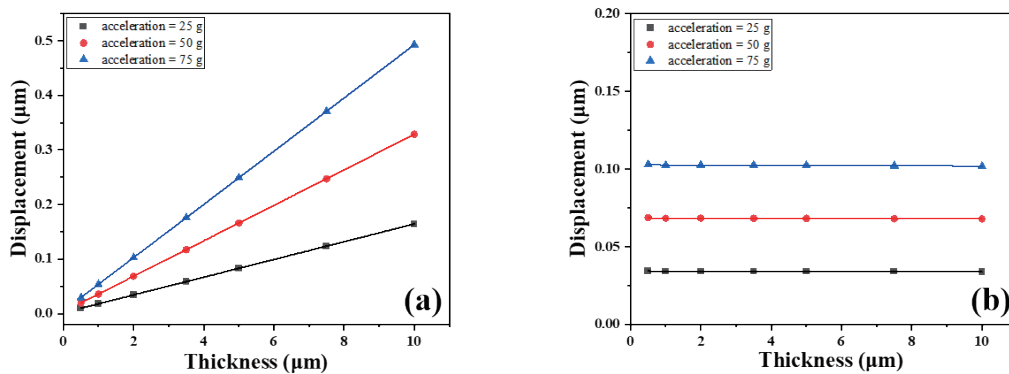 acceleration = 25 g
acceleration = 50 g
acceleration = 75 g
0.5
0.4
0.3
0.2
0.1
0.0
Displacement (μm)
0 2 4 6 8 10
Thickness (μm)
(a)
acceleration = 25 g
acceleration = 50 g
acceleration = 75 g
0.20
0.15
0.10
0.05
0.00
Displacement (μm)
0 2 4 6 8 10
Thickness (μm)
(b)